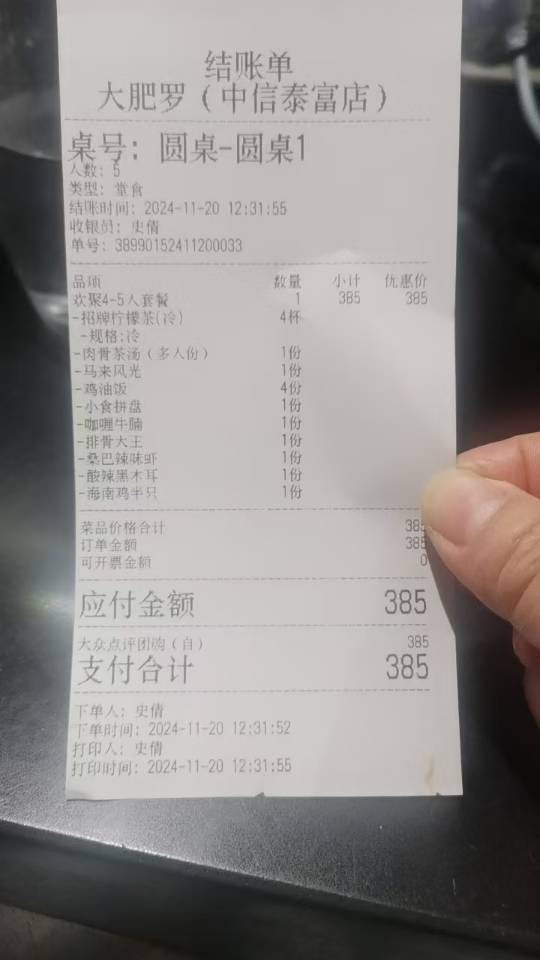 结账单
大肥罗（中信泰富店）
桌号: 圆桌-圆桌1
人数: 5
类型: 堂食
结账时间: 2024-11-20 12:31:55
收银员: 史倩
单号: 38990152411200033
品项 数量 小计 优惠价
欢聚4-5人套餐 1 385 385
-招牌柠檬茶(冷) 4杯
-规格:冷
-肉骨茶汤（多人份） 1份
-马来风光 1份
-鸡油饭 4份
-小食拼盘 1份
-咖喱牛腩 1份
-排骨大王 1份
-桑巴辣味虾 1份
-酸辣黑木耳 1份
-海南鸡半只 1份
菜品价格合计 385
订单金额 385
可开票金额 0
应付金额 385
大众点评团购（自） 385
支付合计 385
下单人: 史倩
下单时间: 2024-11-20 12:31:52
打印人: 史倩
打印时间: 2024-11-20 12:31:55